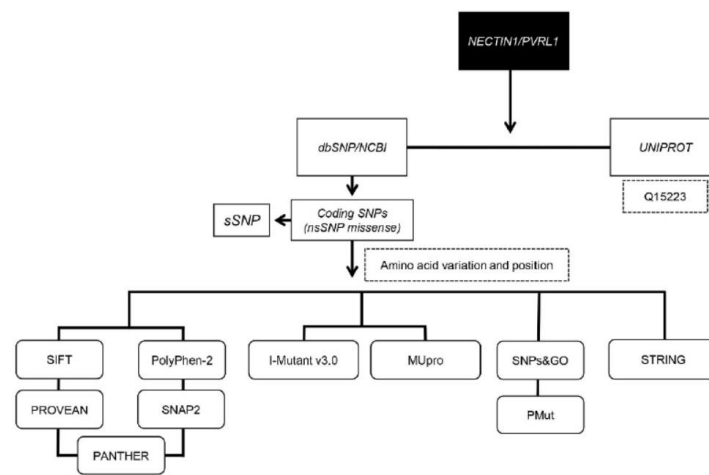 NECTIN1/PVRL1
dbSNP/NCBI
UNIPROT
Q15223
sSNP
Coding SNPs
(nsSNP missense)
Amino acid variation and position
SIFT
PolyPhen-2
I-Mutant v3.0
MUpro
SNPs&GO
STRING
PROVEAN
SNAP2
PMut
PANTHER